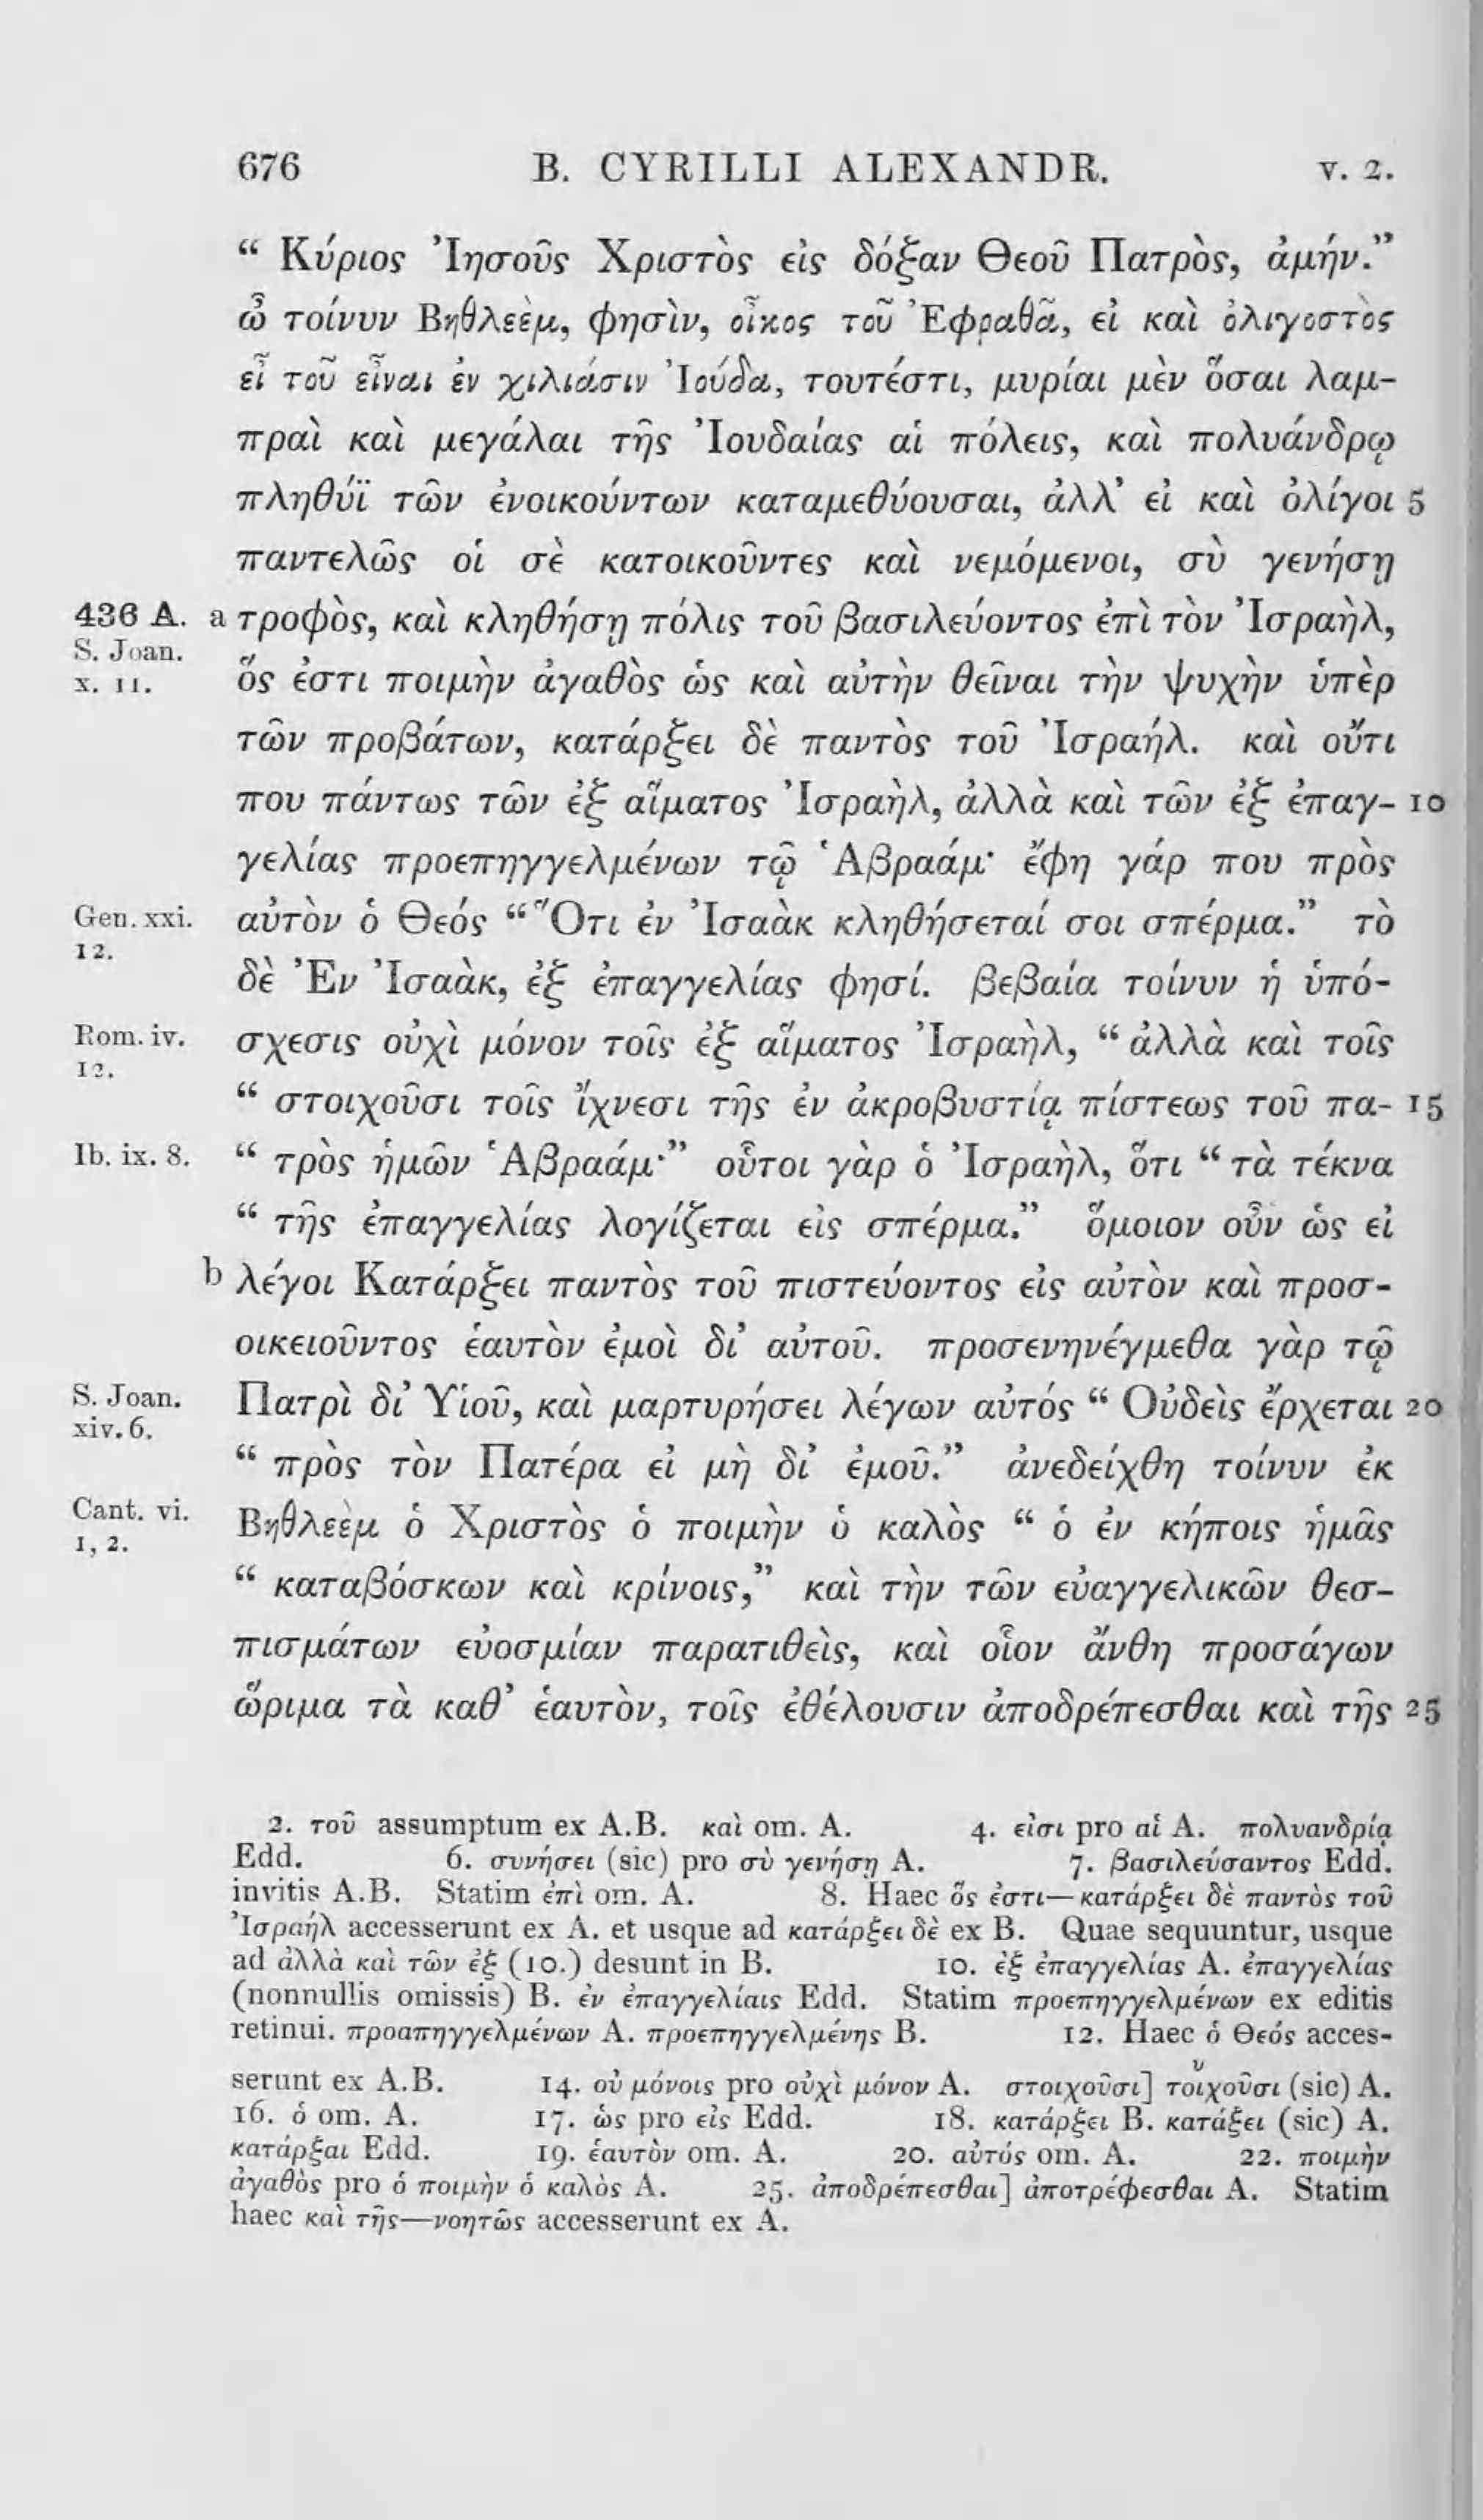 676 B. CYRILLI ALEXANDR. V. 2.
“ Κύριος Ἰησοῦς Χριστὸς εἰς δόξαν Θεοῦ Πατρὸς, ἀμήν.”
ὦ τοίνυν Βηθλεὲμ, φησὶν, οἶκος τοῦ Ἐφραθᾶ, εἰ καὶ ὀλιγοστὸς
εἶ τοῦ εἶναι ἐν χιλιάσιν Ἰούδα, τουτέστι, μυρίαι μὲν ὅσαι λαμ-
πραὶ καὶ μεγάλαι τῆς Ἰουδαίας αἱ πόλεις, καὶ πολυάνδρῳ
πληθύϊ τῶν ἐνοικούντων καταμεθύουσαι, ἀλλ’ εἰ καὶ ὀλίγοι 5
παντελῶς οἱ σὲ κατοικοῦντες καὶ νεμόμενοι, σὺ γενήσῃ
436 A. a τροφὸς, καὶ κληθήσῃ πόλις τοῦ βασιλεύοντος ἐπὶ τὸν Ἰσραὴλ,
S. Joan.
x. 11. ὅς ἐστι ποιμὴν ἀγαθὸς ὡς καὶ αὐτὴν θεῖναι τὴν ψυχὴν ὑπὲρ
τῶν προβάτων, κατάρξει δὲ παντὸς τοῦ Ἰσραήλ. καὶ οὔτι
που πάντως τῶν ἐξ αἵματος Ἰσραὴλ, ἀλλὰ καὶ τῶν ἐξ ἐπαγ- 10
γελίας προεπηγγελμένων τῷ Ἁβραάμ· ἔφη γάρ που πρὸς
Gen. xxi. αὐτὸν ὁ Θεός “ Ὅτι ἐν Ἰσαὰκ κληθήσεταί σοι σπέρμα.” τὸ
12.
δὲ Ἐν Ἰσαὰκ, ἐξ ἐπαγγελίας φησί. βεβαία τοίνυν ἡ ὑπό-
Rom. iv. σχεσις οὐχὶ μόνον τοῖς ἐξ αἵματος Ἰσραὴλ, “ ἀλλὰ καὶ τοῖς
12.
“ στοιχοῦσι τοῖς ἴχνεσι τῆς ἐν ἀκροβυστίᾳ πίστεως τοῦ πα- 15
Ib. ix. 8. “ τρὸς ἡμῶν Ἁβραάμ·” οὗτοι γὰρ ὁ Ἰσραὴλ, ὅτι “ τὰ τέκνα
“ τῆς ἐπαγγελίας λογίζεται εἰς σπέρμα.” ὅμοιον οὖν ὡς εἰ
b λέγοι Κατάρξει παντὸς τοῦ πιστεύοντος εἰς αὐτὸν καὶ προσ-
οικειοῦντος ἑαυτὸν ἐμοὶ δι’ αὐτοῦ. προσενηνέγμεθα γὰρ τῷ
S. Joan. Πατρὶ δι’ Υἱοῦ, καὶ μαρτυρήσει λέγων αὐτός “ Οὐδεὶς ἔρχεται 20
xiv. 6.
“ πρὸς τὸν Πατέρα εἰ μὴ δι’ ἐμοῦ.” ἀνεδείχθη τοίνυν ἐκ
Cant. vi. Βηθλεὲμ ὁ Χριστὸς ὁ ποιμὴν ὁ καλὸς “ ὁ ἐν κήποις ἡμᾶς
1, 2.
“ καταβόσκων καὶ κρίνοις,” καὶ τὴν τῶν εὐαγγελικῶν θεσ-
πισμάτων εὐοσμίαν παρατιθεὶς, καὶ οἷον ἄνθη προσάγων
ὥριμα τὰ καθ’ ἑαυτὸν, τοῖς ἐθέλουσιν ἀποδρέπεσθαι καὶ τῆς 25
2. τοῦ assumptum ex A.B. καὶ om. A. 4. εἰσι pro αἱ A. πολυανδρίᾳ
Edd. 6. συνήσει (sic) pro σὺ γενήσῃ A. 7. βασιλεύσαντος Edd.
invitis A.B. Statim ἐπὶ om. A. 8. Haec ὅς ἐστι—κατάρξει δὲ παντὸς τοῦ
Ἰσραὴλ accesserunt ex A. et usque ad κατάρξει δὲ ex B. Quae sequuntur, usque
ad ἀλλὰ καὶ τῶν ἐξ (10.) desunt in B. 10. ἐξ ἐπαγγελίας A. ἐπαγγελίας
(nonnullis omissis) B. ἐν ἐπαγγελίαις Edd. Statim προεπηγγελμένων ex editis
retinui. προαπηγγελμένων A. προεπηγγελμένης B. 12. Haec ὁ Θεός acces-
serunt ex A.B. 14. οὐ μόνοις pro οὐχὶ μόνον A. στοιχοῦσι] τοιχοῦσι (sic) A.
16. ὁ om. A. 17. ὡς pro εἰς Edd. 18. κατάρξει B. κατάξει (sic) A.
κατάρξαι Edd. 19. ἑαυτὸν om. A. 20. αὐτός om. A. 22. ποιμὴν
ἀγαθὸς pro ὁ ποιμὴν ὁ καλὸς A. 25. ἀποδρέπεσθαι] ἀποτρέφεσθαι A. Statim
haec καὶ τῆς—νοητῶς accesserunt ex A.